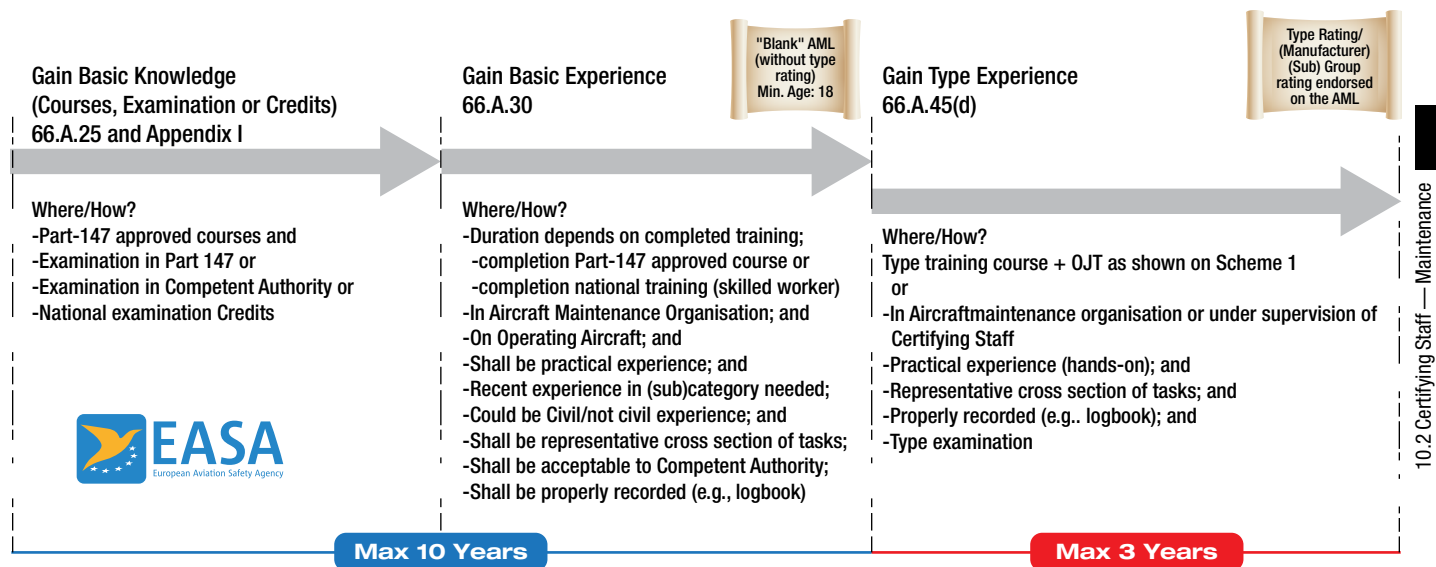 Gain Basic Knowledge
(Courses, Examination or Credits)
66.A.25 and Appendix I
Where/How?
-Part-147 approved courses and
-Examination in Part 147 or
-Examination in Competent Authority or
-National examination Credits
EASA
European Aviation Safety Agency
Gain Basic Experience
66.A.30
"Blank" AML
(without type
rating)
Min. Age: 18
Where/How?
-Duration depends on completed training;
-completion Part-147 approved course or
-completion national training (skilled worker)
-In Aircraft Maintenance Organisation; and
-On Operating Aircraft; and
-Shall be practical experience; and
-Recent experience in (sub)category needed;
-Could be Civil/not civil experience; and
-Shall be representative cross section of tasks;
-Shall be acceptable to Competent Authority;
-Shall be properly recorded (e.g., logbook)
Gain Type Experience
66.A.45(d)
Type Rating/
(Manufacturer)
(Sub) Group
rating endorsed
on the AML
Where/How?
Type training course + OJT as shown on Scheme 1
or
-In Aircraftmaintenance organisation or under supervision of
Certifying Staff
-Practical experience (hands-on); and
-Representative cross section of tasks; and
-Properly recorded (e.g.. logbook); and
-Type examination
Max 10 Years
Max 3 Years
10.2 Certifying Staff — Maintenance